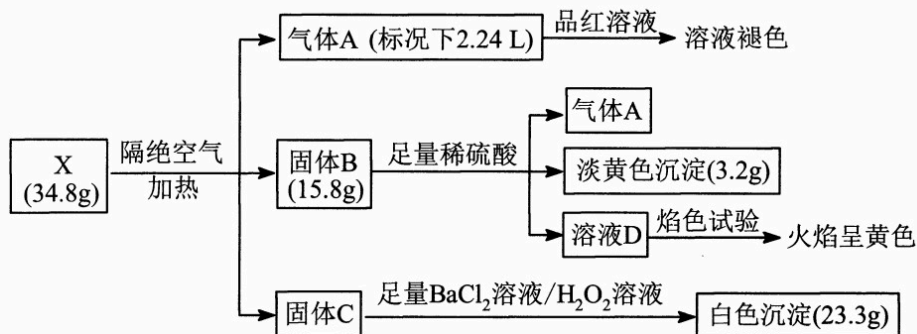 气体A (标况下2.24 L)
品红溶液
溶液褪色
X
(34.8g)
隔绝空气
加热
固体B
(15.8g)
足量稀硫酸
气体A
淡黄色沉淀(3.2g)
溶液D
焰色试验
火焰呈黄色
固体C
足量BaCl₂溶液/H₂O₂溶液
白色沉淀(23.3g)